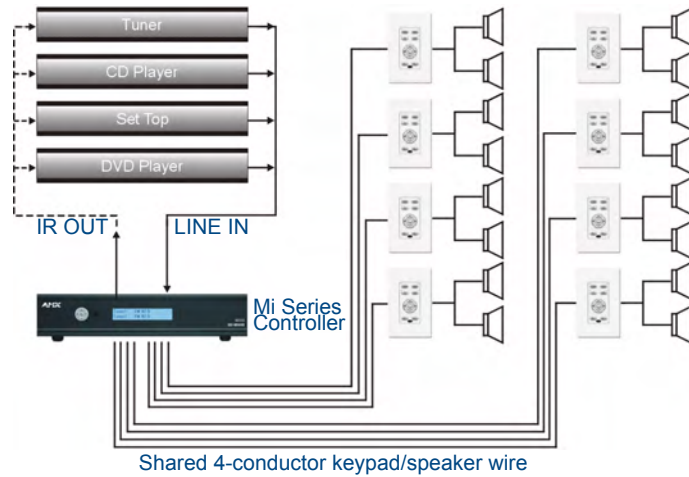 Tuner
CD Player
Set Top
DVD Player
IR OUT
LINE IN
AMX
Mi Series
Controller
Shared 4-conductor keypad/speaker wire